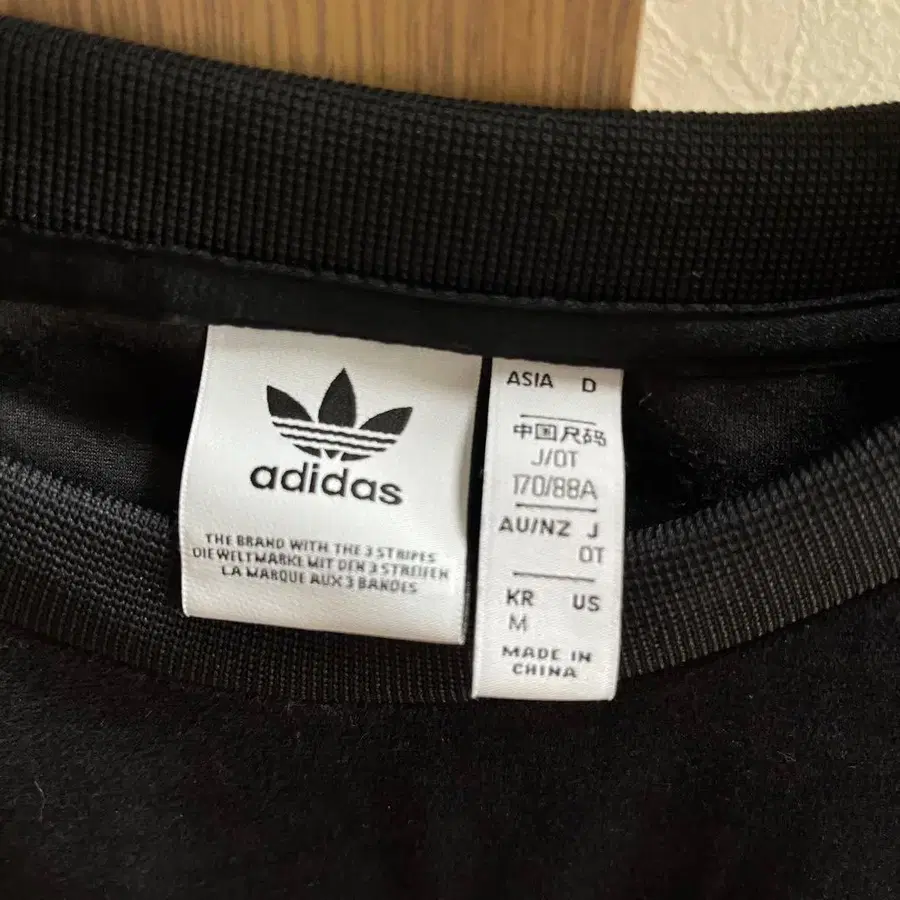 adidas
THE BRAND WITH THE 3 STRIPES
DIE WELTMARKE MIT DEN 3 STREIFEN
LA MARQUE AUX 3 BANDES
ASIA D
中国尺码
J/OT
170/88A
AU/NZ J
OT
KR US
M
MADE IN
CHINA